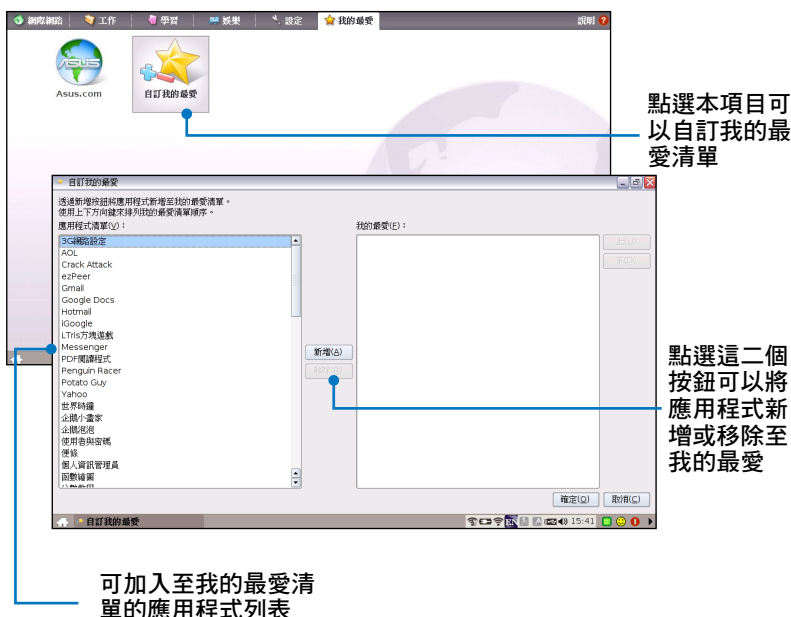 網際網路 工作 學習 娛樂 設定 我的最愛 說明
Asus.com
自訂我的最愛
點選本項目可
以自訂我的最
愛清單
自訂我的最愛
透過新增按鈕將應用程式新增至我的最愛清單。
使用上下方向鍵來排列我的最愛清單順序。
應用程式清單(V):
我的最愛(F):
3G網路設定
AOL
Crack Attack
ezPeer
Gmail
Google Docs
Hotmail
iGoogle
LTris方塊遊戲
Messenger
PDF閱讀程式
Penguin Racer
Potato Guy
Yahoo
世界時鐘
企鵝小畫家
企鵝泡泡
使用者與密碼
便條
個人資訊管理員
函數繪圖
上(U)
下(D)
新增(A)
移除(R)
點選這二個
按鈕可以將
應用程式新
增或移除至
我的最愛
確定(O) 取消(C)
自訂我的最愛
EN 15:41
可加入至我的最愛清
單的應用程式列表